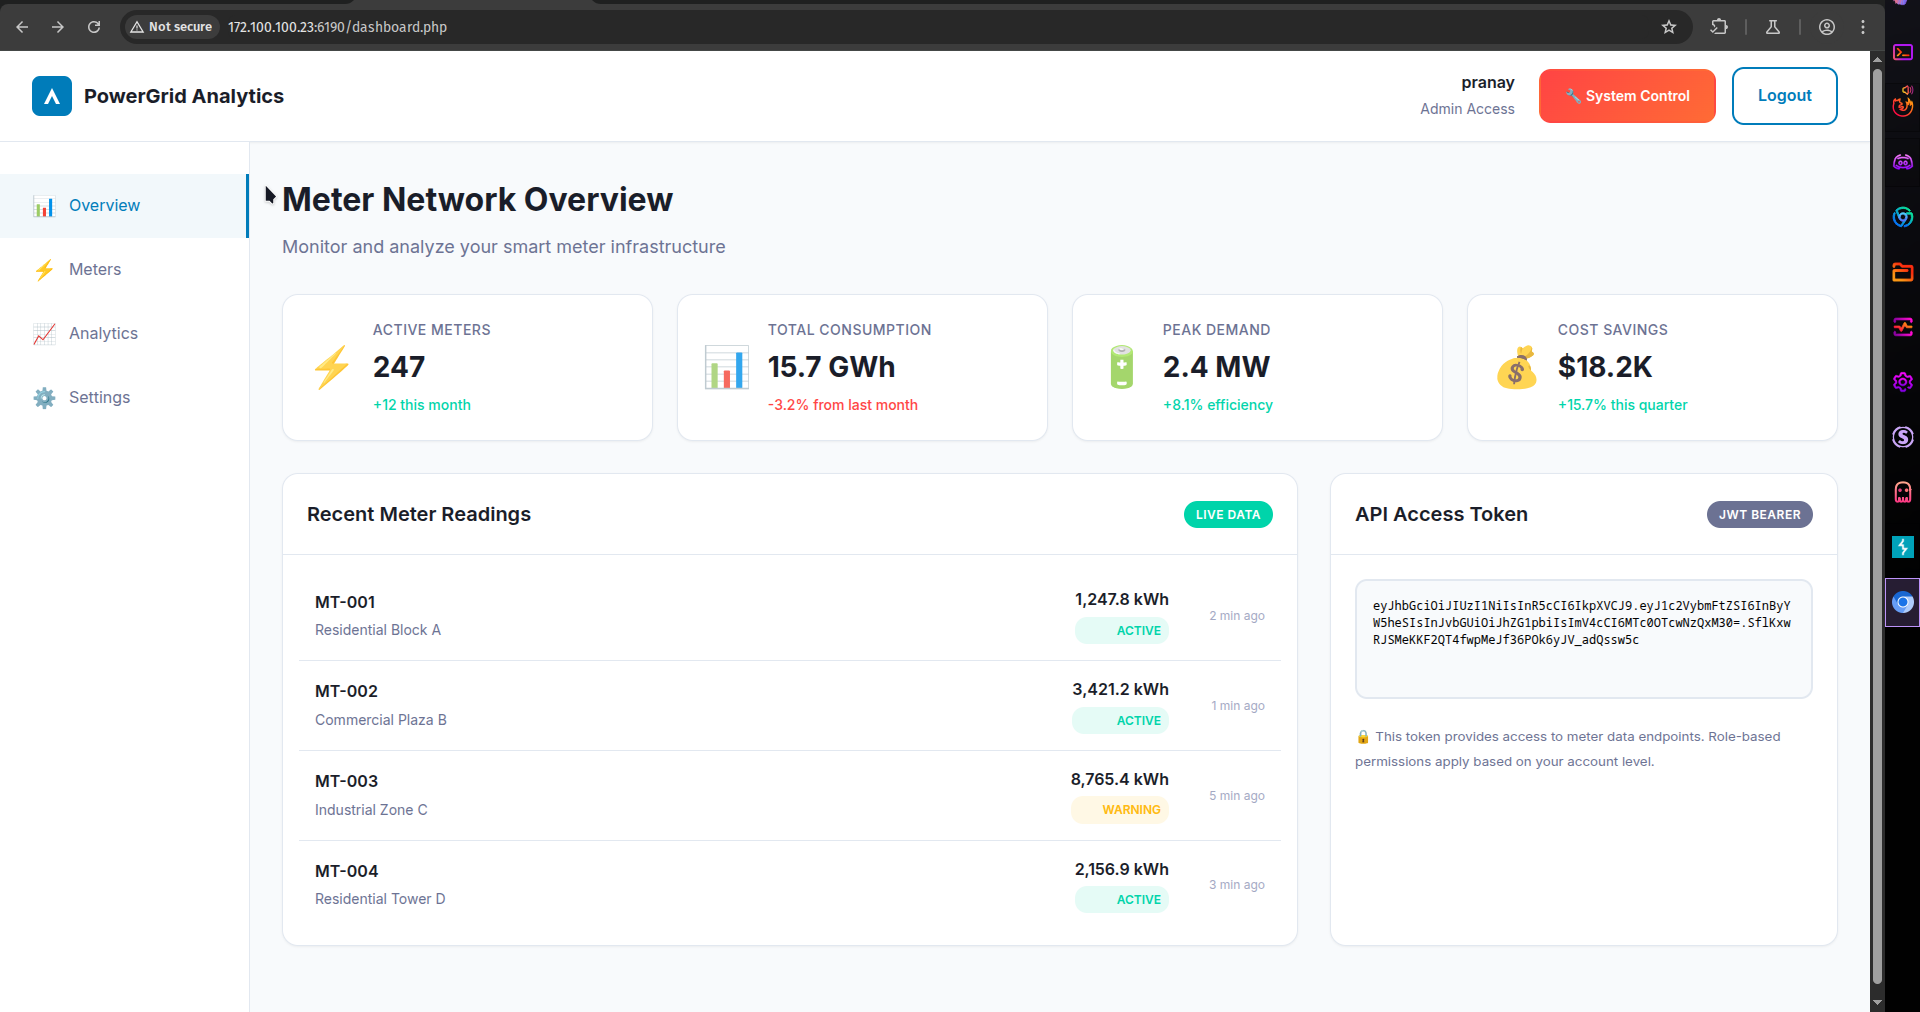 Not secure
172.100.100.23:6190/dashboard.php
PowerGrid Analytics
pranay
Admin Access
🔧 System Control
Logout
Overview
Meters
Analytics
Settings
Meter Network Overview
Monitor and analyze your smart meter infrastructure
ACTIVE METERS
247
+12 this month
TOTAL CONSUMPTION
15.7 GWh
-3.2% from last month
PEAK DEMAND
2.4 MW
+8.1% efficiency
COST SAVINGS
$18.2K
+15.7% this quarter
Recent Meter Readings
LIVE DATA
MT-001
Residential Block A
1,247.8 kWh
ACTIVE
2 min ago
MT-002
Commercial Plaza B
3,421.2 kWh
ACTIVE
1 min ago
MT-003
Industrial Zone C
8,765.4 kWh
WARNING
5 min ago
MT-004
Residential Tower D
2,156.9 kWh
ACTIVE
3 min ago
API Access Token
JWT BEARER
eyJhbGciOiJIUzI1NiIsInR5cCI6IkpXVCJ9.eyJ1c2VybmFtZSI6InByY
W5heSIsInJvbGUiOiJhZG1pbiIsImV4cCI6MTc0OTcwNzQxM30=.SflKxw
RJSMeKKF2QT4fwpMeJf36POk6yJV_adQssw5c
🔒 This token provides access to meter data endpoints. Role-based
permissions apply based on your account level.